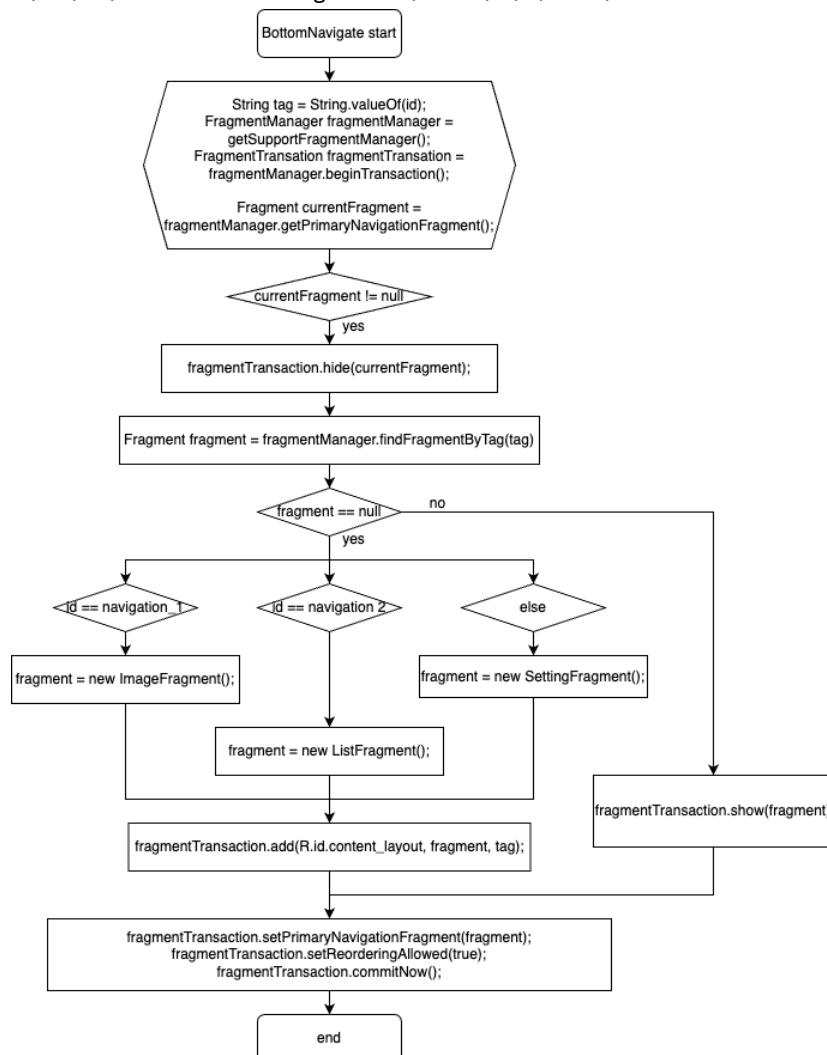 BottomNavigate start
String tag = String.valueOf(id);
FragmentManager fragmentManager =
getSupportFragmentManager();
FragmentTransation fragmentTransation =
fragmentManager.beginTransaction();
Fragment currentFragment =
fragmentManager.getPrimaryNavigationFragment();
currentFragment != null
yes
fragmentTransaction.hide(currentFragment);
Fragment fragment = fragmentManager.findFragmentByTag(tag)
fragment == null
no
yes
id == navigation_1
id == navigation 2
else
fragment = new ImageFragment();
fragment = new SettingFragment();
fragment = new ListFragment();
fragmentTransaction.show(fragment)
fragmentTransaction.add(R.id.content_layout, fragment, tag);
fragmentTransaction.setPrimaryNavigationFragment(fragment);
fragmentTransaction.setReorderingAllowed(true);
fragmentTransaction.commitNow();
end